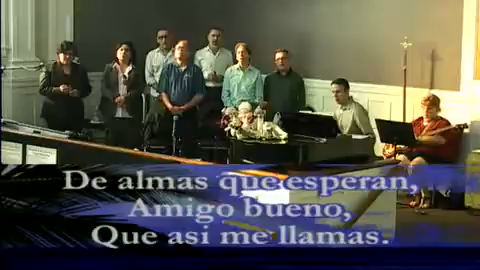 De almas que esperan,
Amigo bueno,
Que asi me llamas.